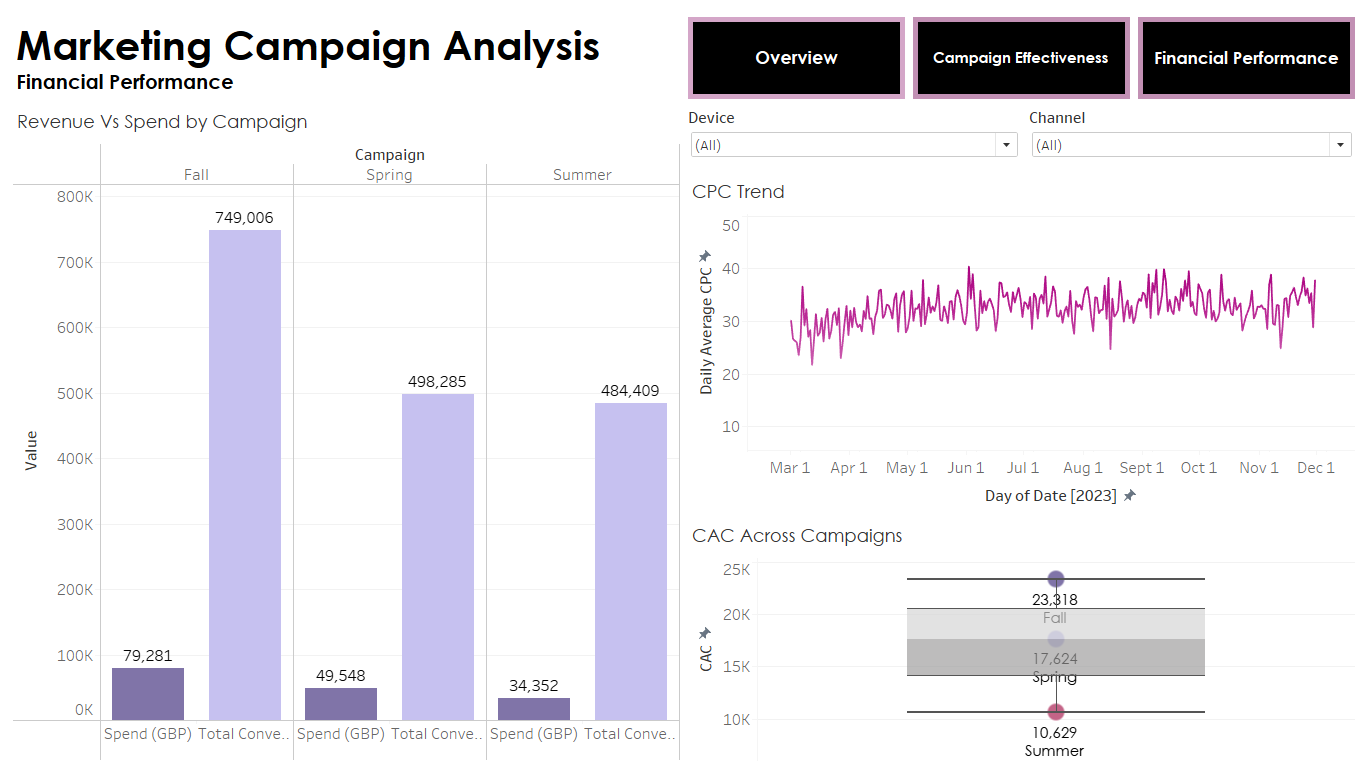 Marketing Campaign Analysis
Financial Performance
Overview
Campaign Effectiveness
Financial Performance
Device
(All)
Channel
(All)
Revenue Vs Spend by Campaign
Campaign
Fall
Spring
Summer
Value
800K
700K
600K
500K
400K
300K
200K
100K
0K
749,006
498,285
484,409
79,281
49,548
34,352
Spend (GBP)
Total Conve..
Spend (GBP)
Total Conve..
Spend (GBP)
Total Conve..
CPC Trend
Daily Average CPC
50
40
30
20
10
Mar 1
Apr 1
May 1
Jun 1
Jul 1
Aug 1
Sept 1
Oct 1
Nov 1
Dec 1
Day of Date [2023]
CAC Across Campaigns
CAC
25K
20K
15K
10K
23,318
Fall
17,624
Spring
10,629
Summer